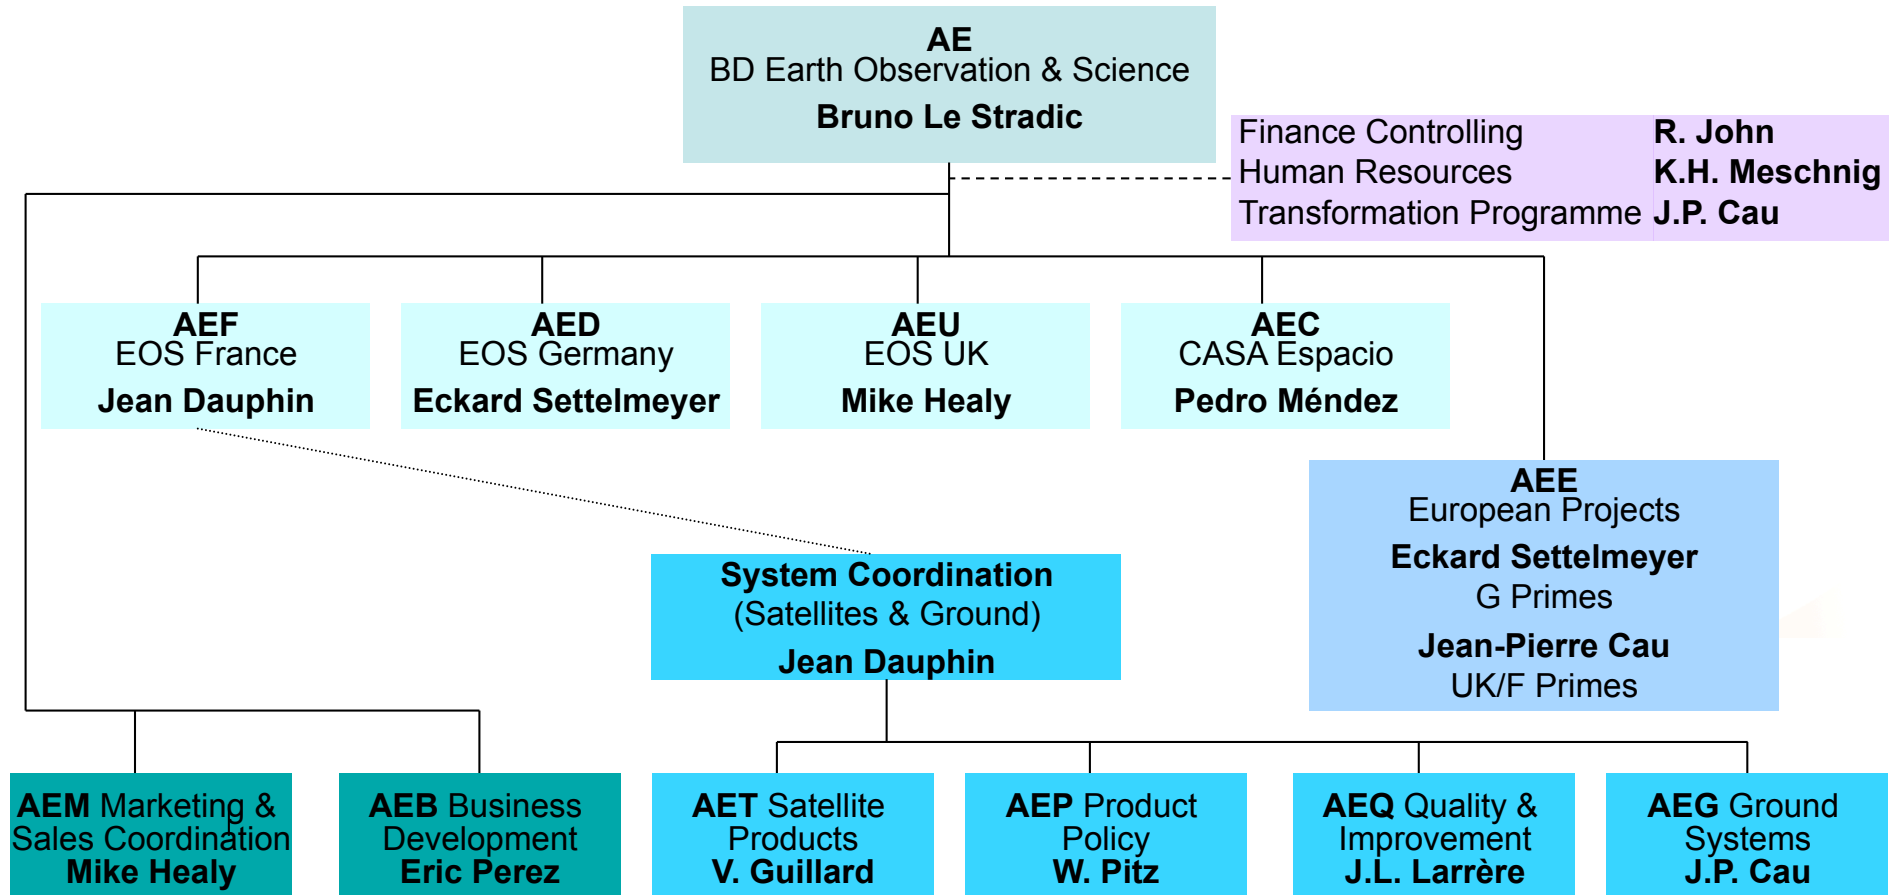 AE
BD Earth Observation & Science
Bruno Le Stradic
Finance Controlling R. John
Human Resources K.H. Meschnig
Transformation Programme J.P. Cau
AEF
EOS France
Jean Dauphin
AED
EOS Germany
Eckard Settelmeyer
AEU
EOS UK
Mike Healy
AEC
CASA Espacio
Pedro Méndez
AEE
European Projects
Eckard Settelmeyer
G Primes
Jean-Pierre Cau
UK/F Primes
System Coordination
(Satellites & Ground)
Jean Dauphin
AEM Marketing &
Sales Coordination
Mike Healy
AEB Business
Development
Eric Perez
AET Satellite
Products
V. Guillard
AEP Product
Policy
W. Pitz
AEQ Quality &
Improvement
J.L. Larrère
AEG Ground
Systems
J.P. Cau